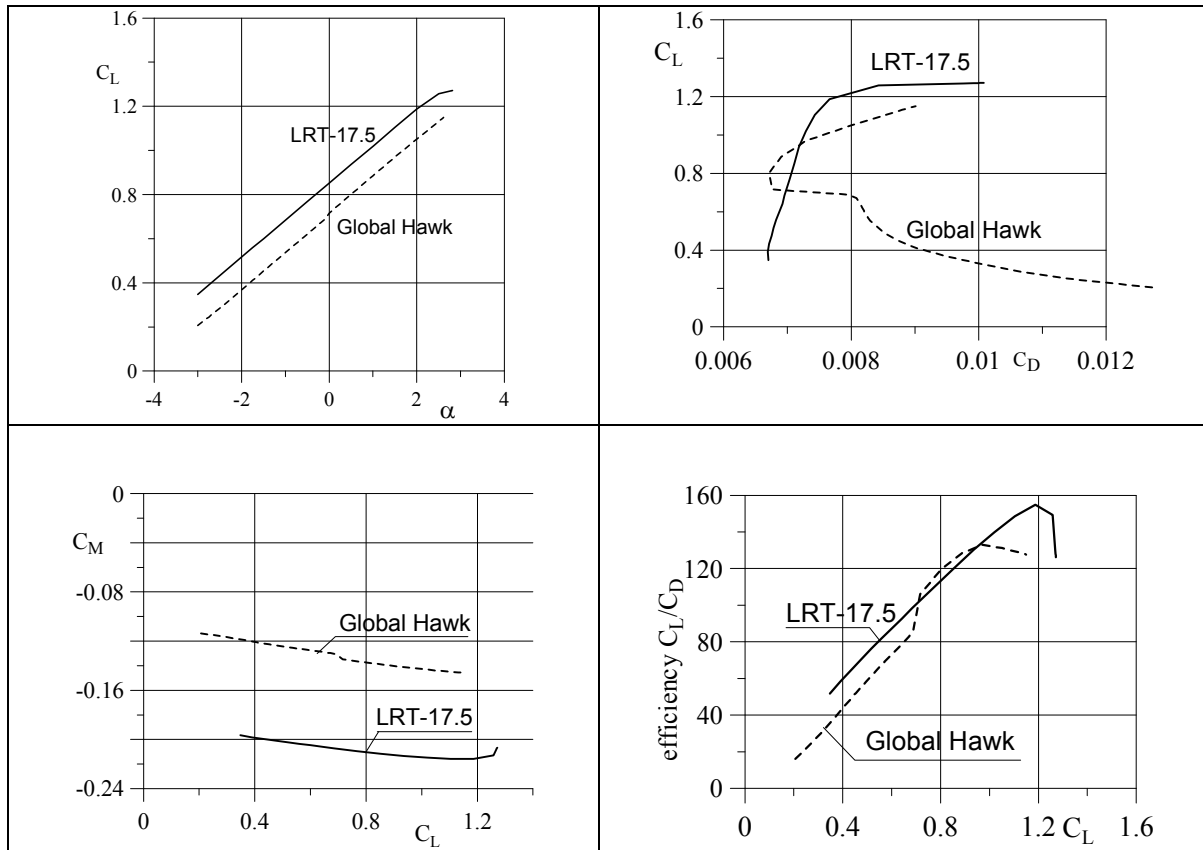 1.6
C_L
1.2
LRT-17.5
0.8
Global Hawk
0.4
0
-4 -2 0 2 4
α
1.6
C_L
LRT-17.5
1.2
0.8
Global Hawk
0.4
0
0.006 0.008 0.01 C_D 0.012
0
C_M
-0.08
Global Hawk
-0.16
LRT-17.5
-0.24
0 0.4 0.8 1.2
C_L
160
120
LRT-17.5
80
40
Global Hawk
0
efficiency C_L/C_D
0 0.4 0.8 1.2 C_L 1.6